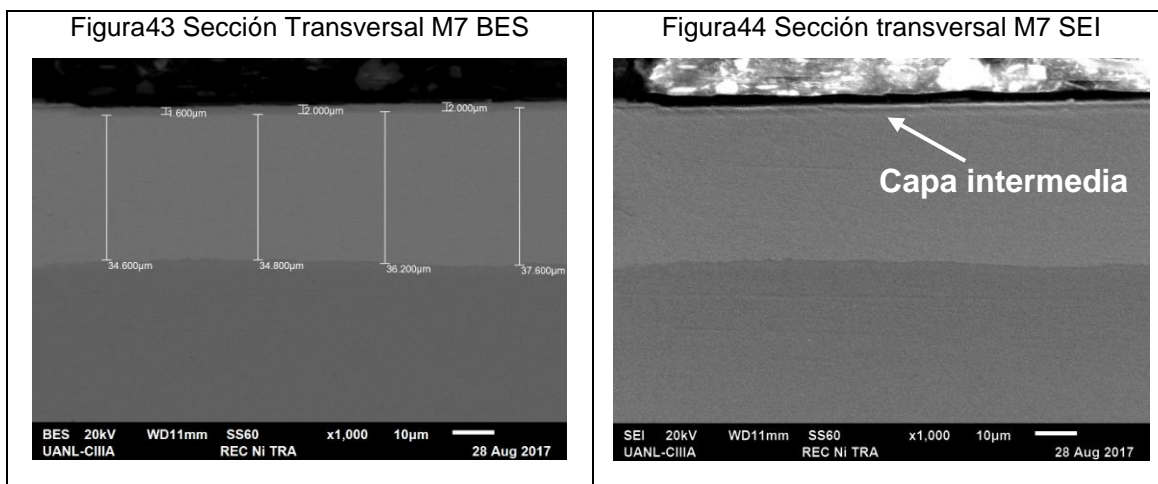 Figura43 Sección Transversal M7 BES
1.600µm
2.000µm
2.000µm
34.600µm
34.800µm
36.200µm
37.600µm
BES 20kV WD11mm SS60 x1,000 10µm
UANL-CIIIA REC Ni TRA 28 Aug 2017
Figura44 Sección transversal M7 SEI
Capa intermedia
SEI 20kV WD11mm SS60 x1,000 10µm
UANL-CIIIA REC Ni TRA 28 Aug 2017